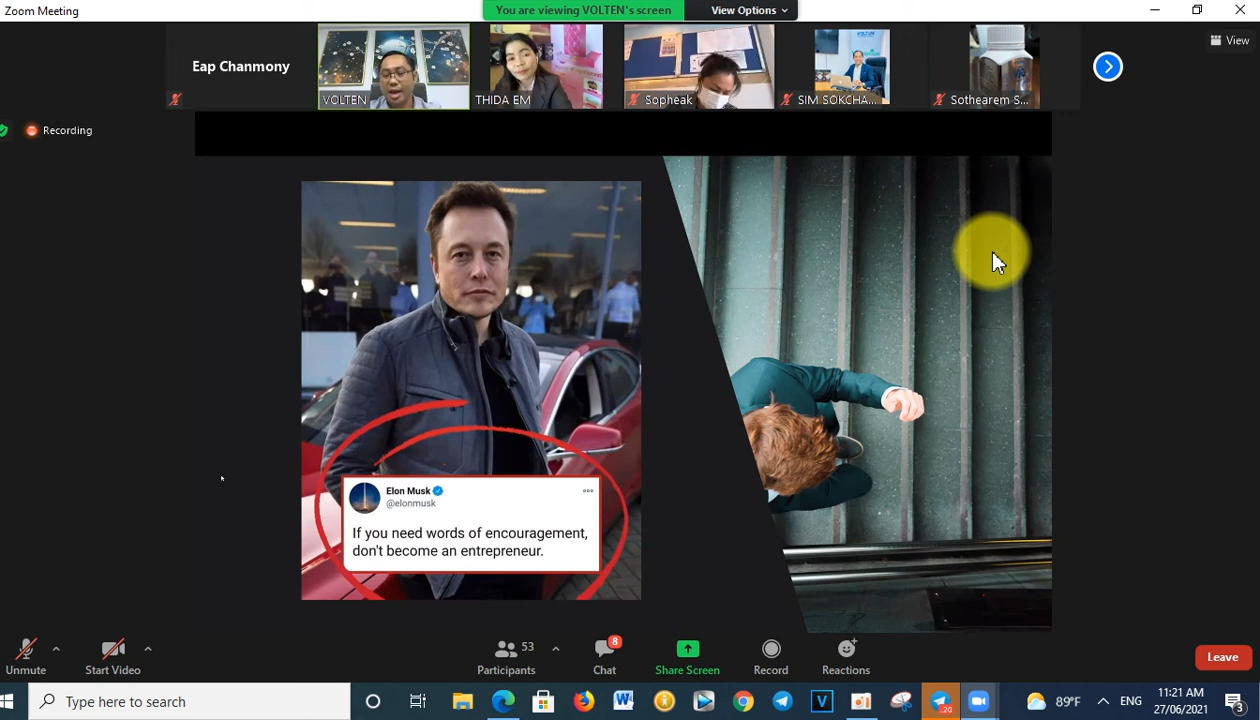 Zoom Meeting
You are viewing VOLTEN's screen
View Options
Eap Chanmony
VOLTEN
THIDA EM
Sopheak
SIM SOKCHA...
Sothearem S...
View
Recording
Elon Musk
@elonmusk
If you need words of encouragement,
don't become an entrepreneur.
Unmute
Start Video
53
Participants
8
Chat
Share Screen
Record
Reactions
Leave
Type here to search
20
89°F
ENG
11:21 AM
27/06/2021
3